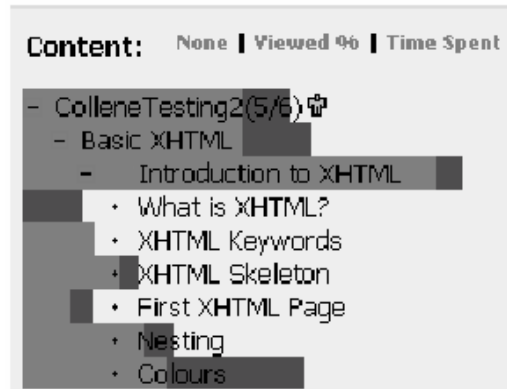 Content: None | Viewed % | Time Spent
- ColleneTesting2(5/6)
- Basic XHTML
- Introduction to XHTML
• What is XHTML?
• XHTML Keywords
• XHTML Skeleton
• First XHTML Page
• Nesting
• Colours